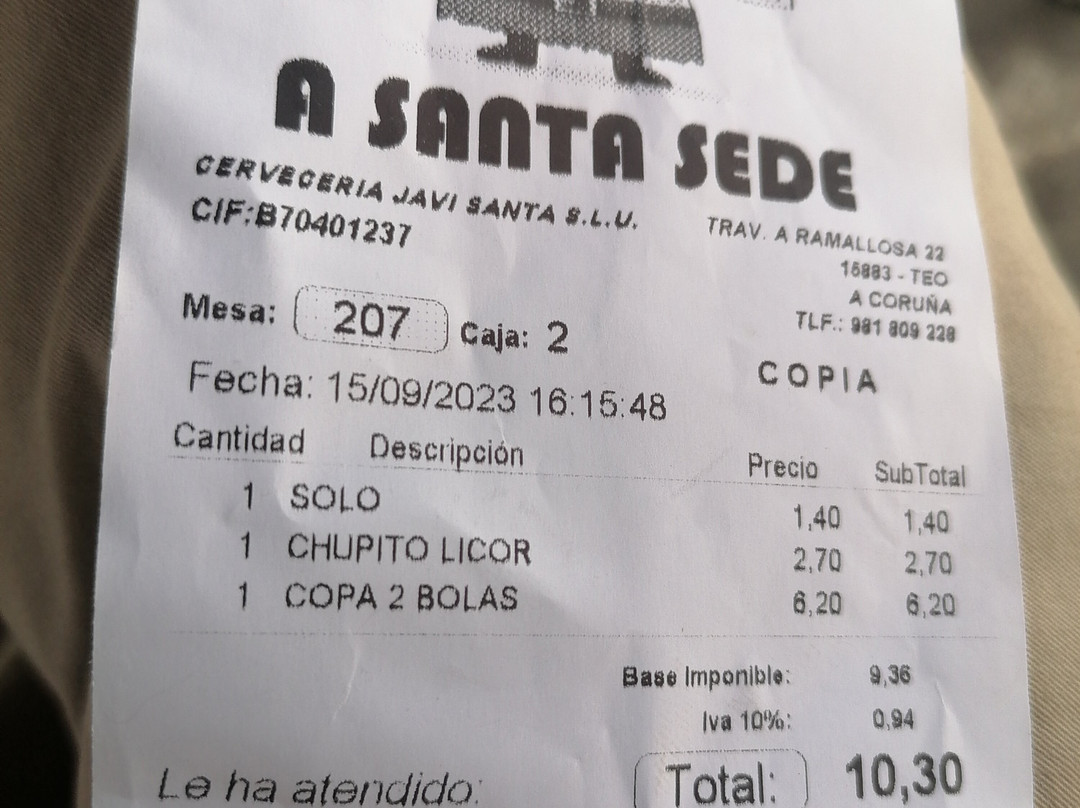 A SANTA SEDE
CERVECERIA JAVI SANTA S.L.U.
CIF:B70401237
TRAV. A RAMALLOSA 22
15883 - TEO
A CORUÑA
TLF.: 981 809 228
Mesa: 207 Caja: 2
COPIA
Fecha: 15/09/2023 16:15:48
Cantidad Descripción Precio SubTotal
1 SOLO 1,40 1,40
1 CHUPITO LICOR 2,70 2,70
1 COPA 2 BOLAS 6,20 6,20
Base Imponible: 9,36
Iva 10%: 0,94
Le ha atendido: Total: 10,30